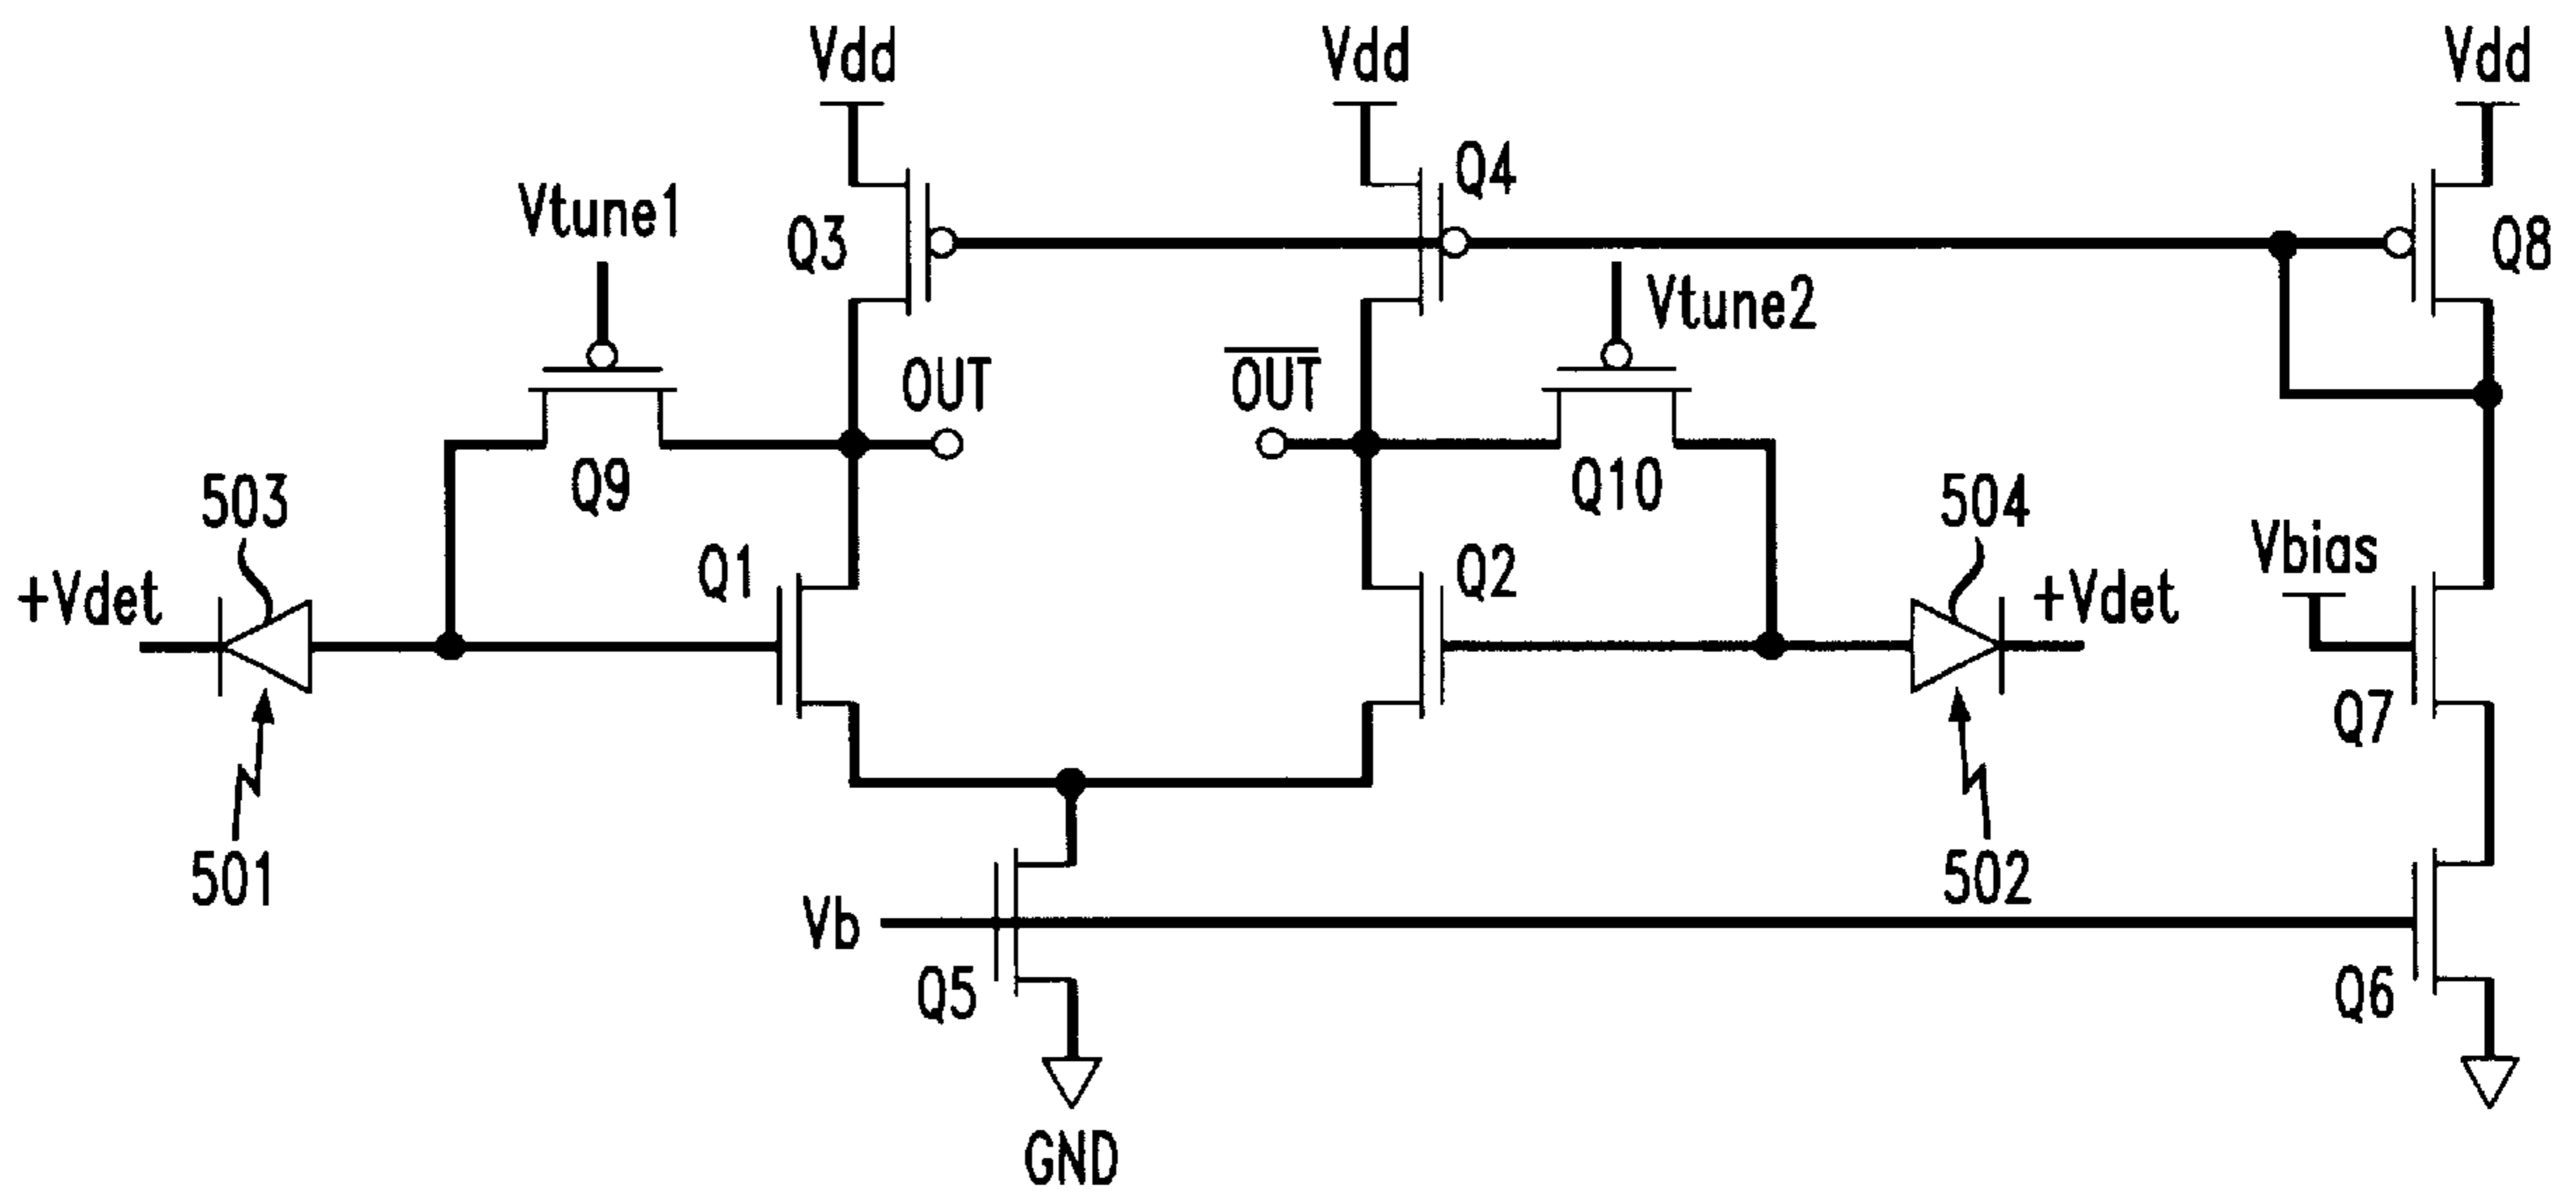 Vdd
Vdd
Vdd
Q4
Vtune1
Q3
Q8
Vtune2
OUT
OUT
Q9
Q10
503
504
Vbias
Q1
Q2
+Vdet
+Vdet
Q7
501
502
Vb
Q5
Q6
GND